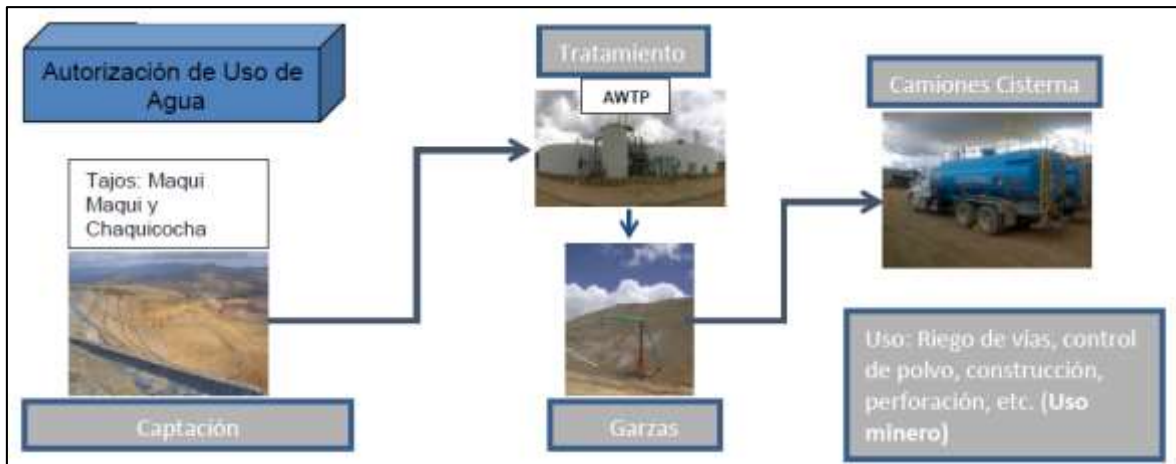 Autorización de Uso de
Agua
Tajos: Maqui
Maqui y
Chaquicocha
Captación
Tratamiento
AWTP
Garzas
Camiones Cisterna
Uso: Riego de vías, control
de polvo, construcción,
perforación, etc. (Uso
minero)